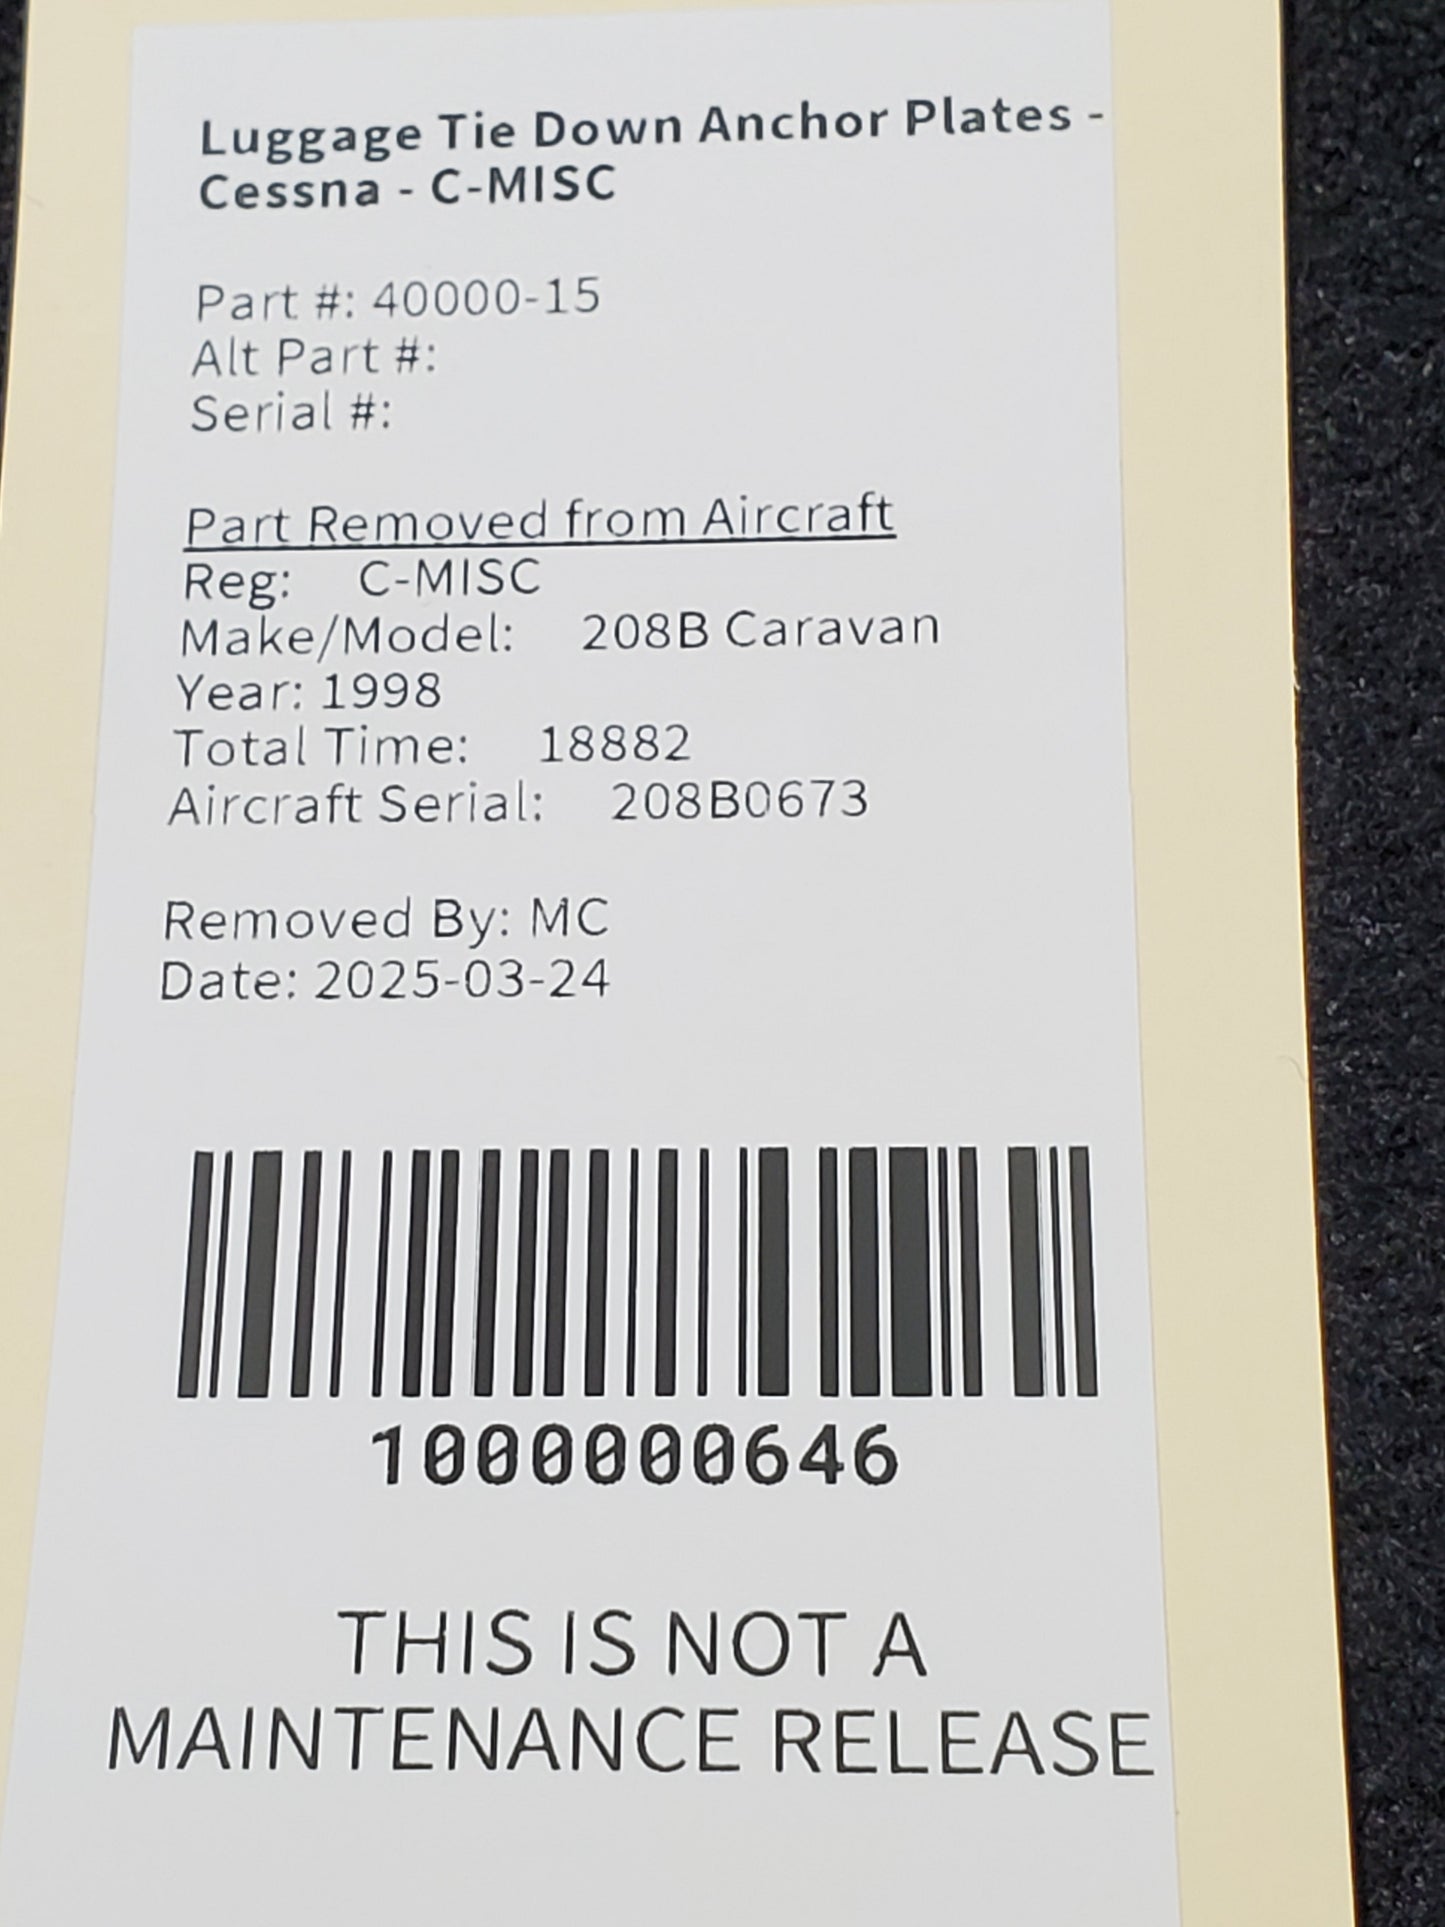 Luggage Tie Down Anchor Plates -
Cessna - C-MISC
Part #: 40000-15
Alt Part #:
Serial #:
Part Removed from Aircraft
Reg: C-MISC
Make/Model: 208B Caravan
Year: 1998
Total Time: 18882
Aircraft Serial: 208B0673
Removed By: MC
Date: 2025-03-24
1000000646
THIS IS NOT A
MAINTENANCE RELEASE